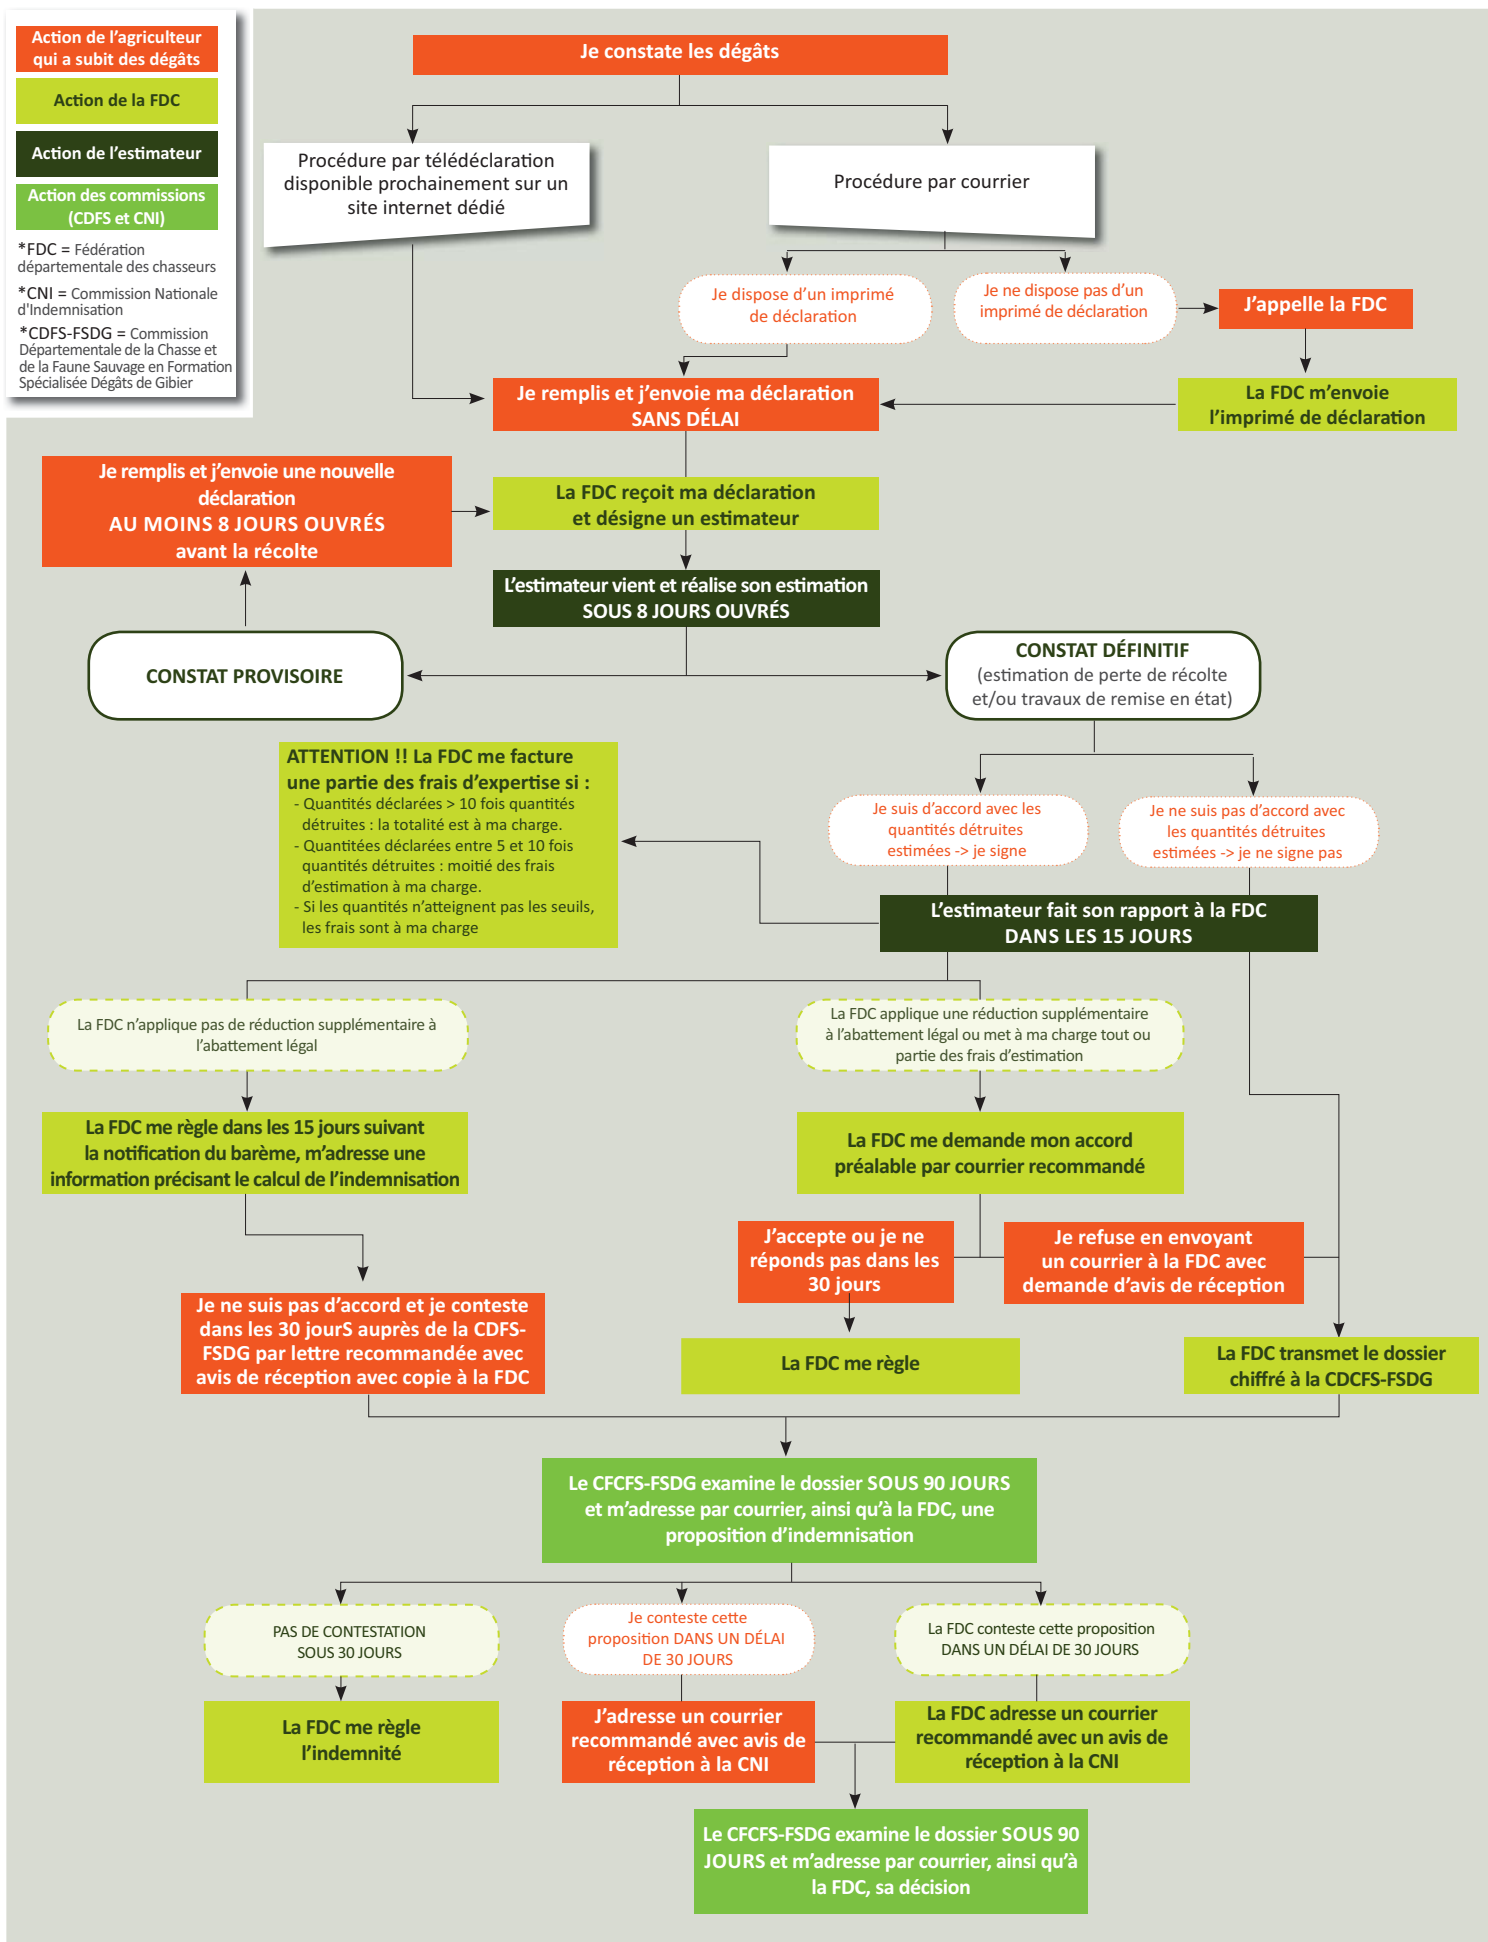 Action de l'agriculteur
qui a subit des dégâts
Action de la FDC
Action de l'estimateur
Action des commissions
(CDFS et CNI)
*FDC = Fédération
départementale des chasseurs
*CNI = Commission Nationale
d'Indemnisation
*CDFS-FSDG = Commission
Départementale de la Chasse et
de la Faune Sauvage en Formation
Spécialisée Dégâts de Gibier
Je constate les dégâts
Procédure par télédéclaration
disponible prochainement sur un
site internet dédié
Procédure par courrier
Je dispose d'un imprimé
de déclaration
Je ne dispose pas d'un
imprimé de déclaration
J'appelle la FDC
Je remplis et j'envoie ma déclaration
SANS DÉLAI
La FDC m'envoie
l'imprimé de déclaration
Je remplis et j'envoie une nouvelle
déclaration
AU MOINS 8 JOURS OUVRÉS
avant la récolte
La FDC reçoit ma déclaration
et désigne un estimateur
L'estimateur vient et réalise son estimation
SOUS 8 JOURS OUVRÉS
CONSTAT PROVISOIRE
CONSTAT DÉFINITIF
(estimation de perte de récolte
et/ou travaux de remise en état)
ATTENTION !! La FDC me facture
une partie des frais d'expertise si :
- Quantités déclarées > 10 fois quantités
détruites : la totalité est à ma charge.
- Quantitées déclarées entre 5 et 10 fois
quantités détruites : moitié des frais
d'estimation à ma charge.
- Si les quantités n'atteignent pas les seuils,
les frais sont à ma charge
Je suis d'accord avec les
quantités détruites
estimées -> je signe
Je ne suis pas d'accord avec
les quantités détruites
estimées -> je ne signe pas
L'estimateur fait son rapport à la FDC
DANS LES 15 JOURS
La FDC n'applique pas de réduction supplémentaire à
l'abattement légal
La FDC applique une réduction supplémentaire
à l'abattement légal ou met à ma charge tout ou
partie des frais d'estimation
La FDC me règle dans les 15 jours suivant
la notification du barème, m'adresse une
information précisant le calcul de l'indemnisation
La FDC me demande mon accord
préalable par courrier recommandé
J'accepte ou je ne
réponds pas dans les
30 jours
Je refuse en envoyant
un courrier à la FDC avec
demande d'avis de réception
Je ne suis pas d'accord et je conteste
dans les 30 jourS auprès de la CDFS-
FSDG par lettre recommandée avec
avis de réception avec copie à la FDC
La FDC me règle
La FDC transmet le dossier
chiffré à la CDCFS-FSDG
Le CFCFS-FSDG examine le dossier SOUS 90 JOURS
et m'adresse par courrier, ainsi qu'à la FDC, une
proposition d'indemnisation
PAS DE CONTESTATION
SOUS 30 JOURS
Je conteste cette
proposition DANS UN DÉLAI
DE 30 JOURS
La FDC conteste cette proposition
DANS UN DÉLAI DE 30 JOURS
La FDC me règle
l'indemnité
J'adresse un courrier
recommandé avec avis de
réception à la CNI
La FDC adresse un courrier
recommandé avec un avis de
réception à la CNI
Le CFCFS-FSDG examine le dossier SOUS 90
JOURS et m'adresse par courrier, ainsi qu'à
la FDC, sa décision